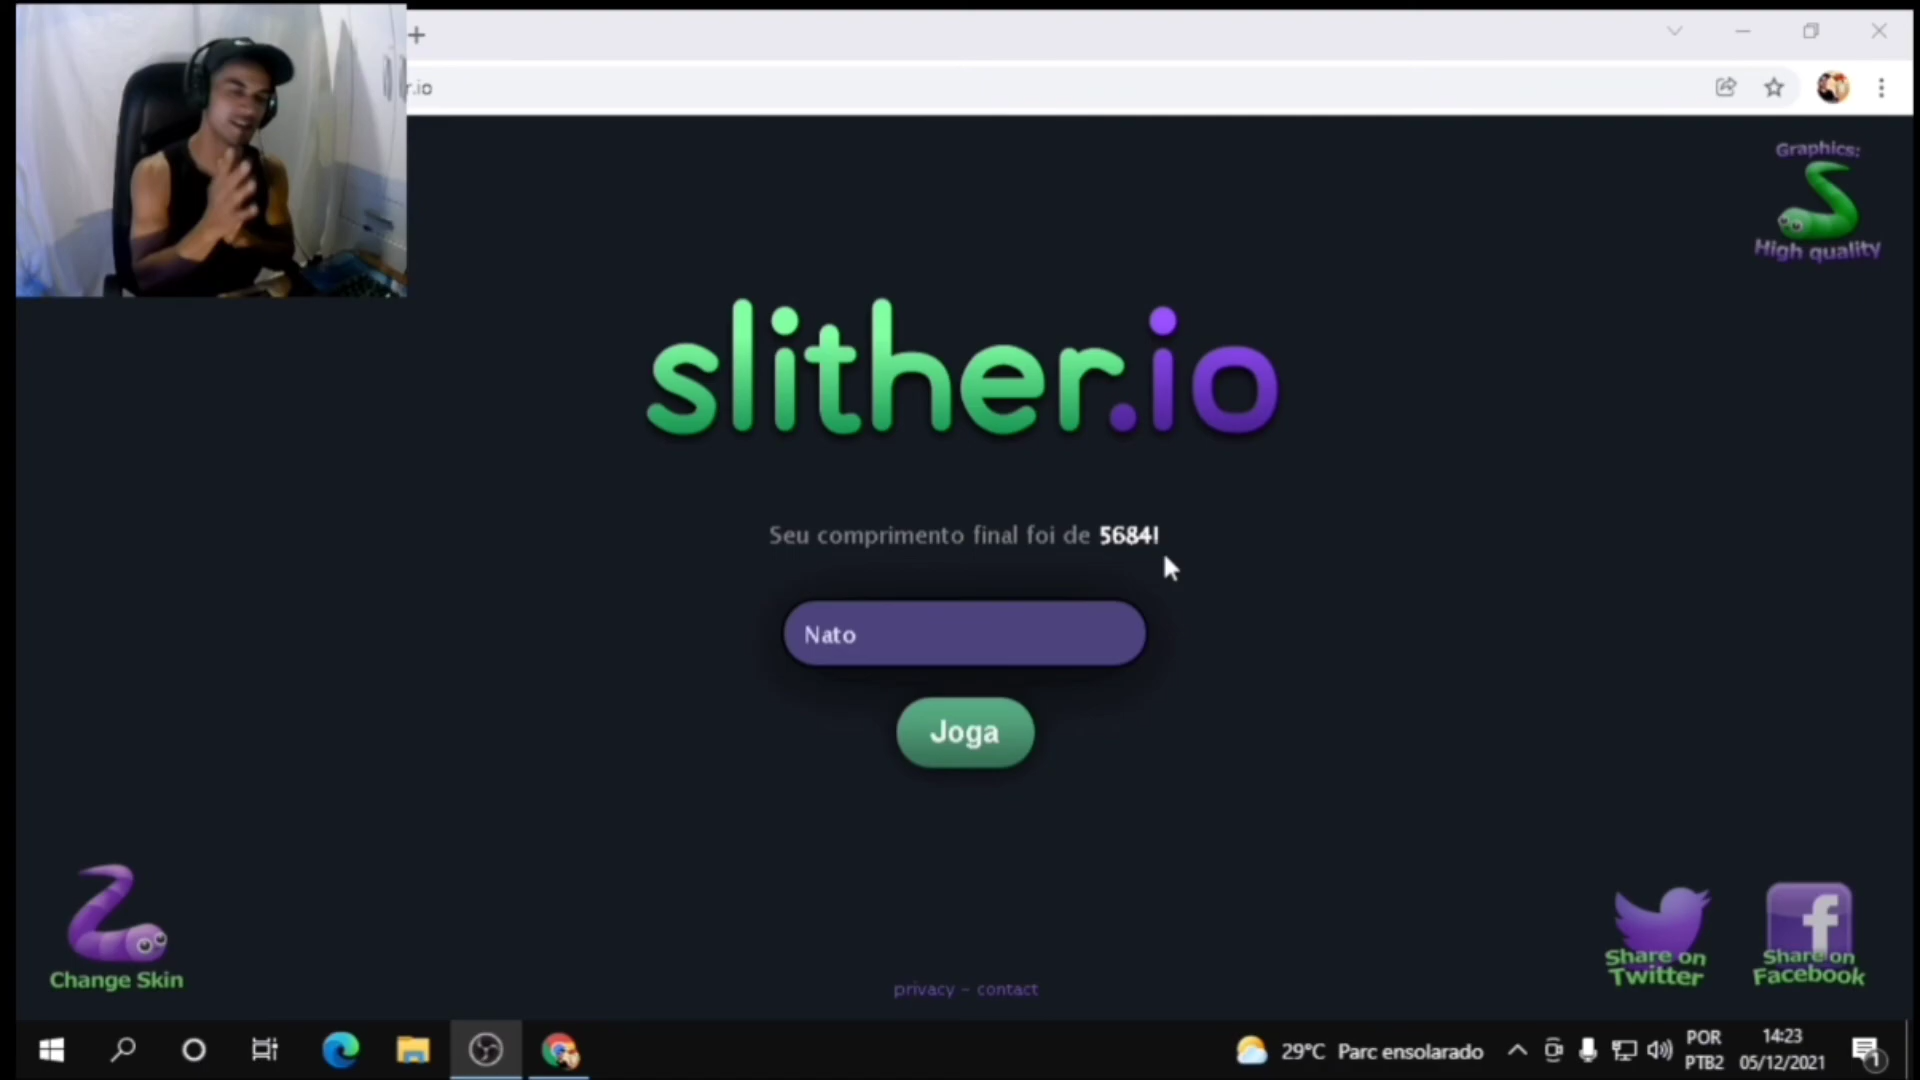 r.io
Graphics:
High quality
slither.io
Seu comprimento final foi de 5684!
Nato
Joga
Change Skin
Share on
Twitter
Share on
Facebook
privacy - contact
29°C Parc ensolarado
POR
PTB2
14:23
05/12/2021
1